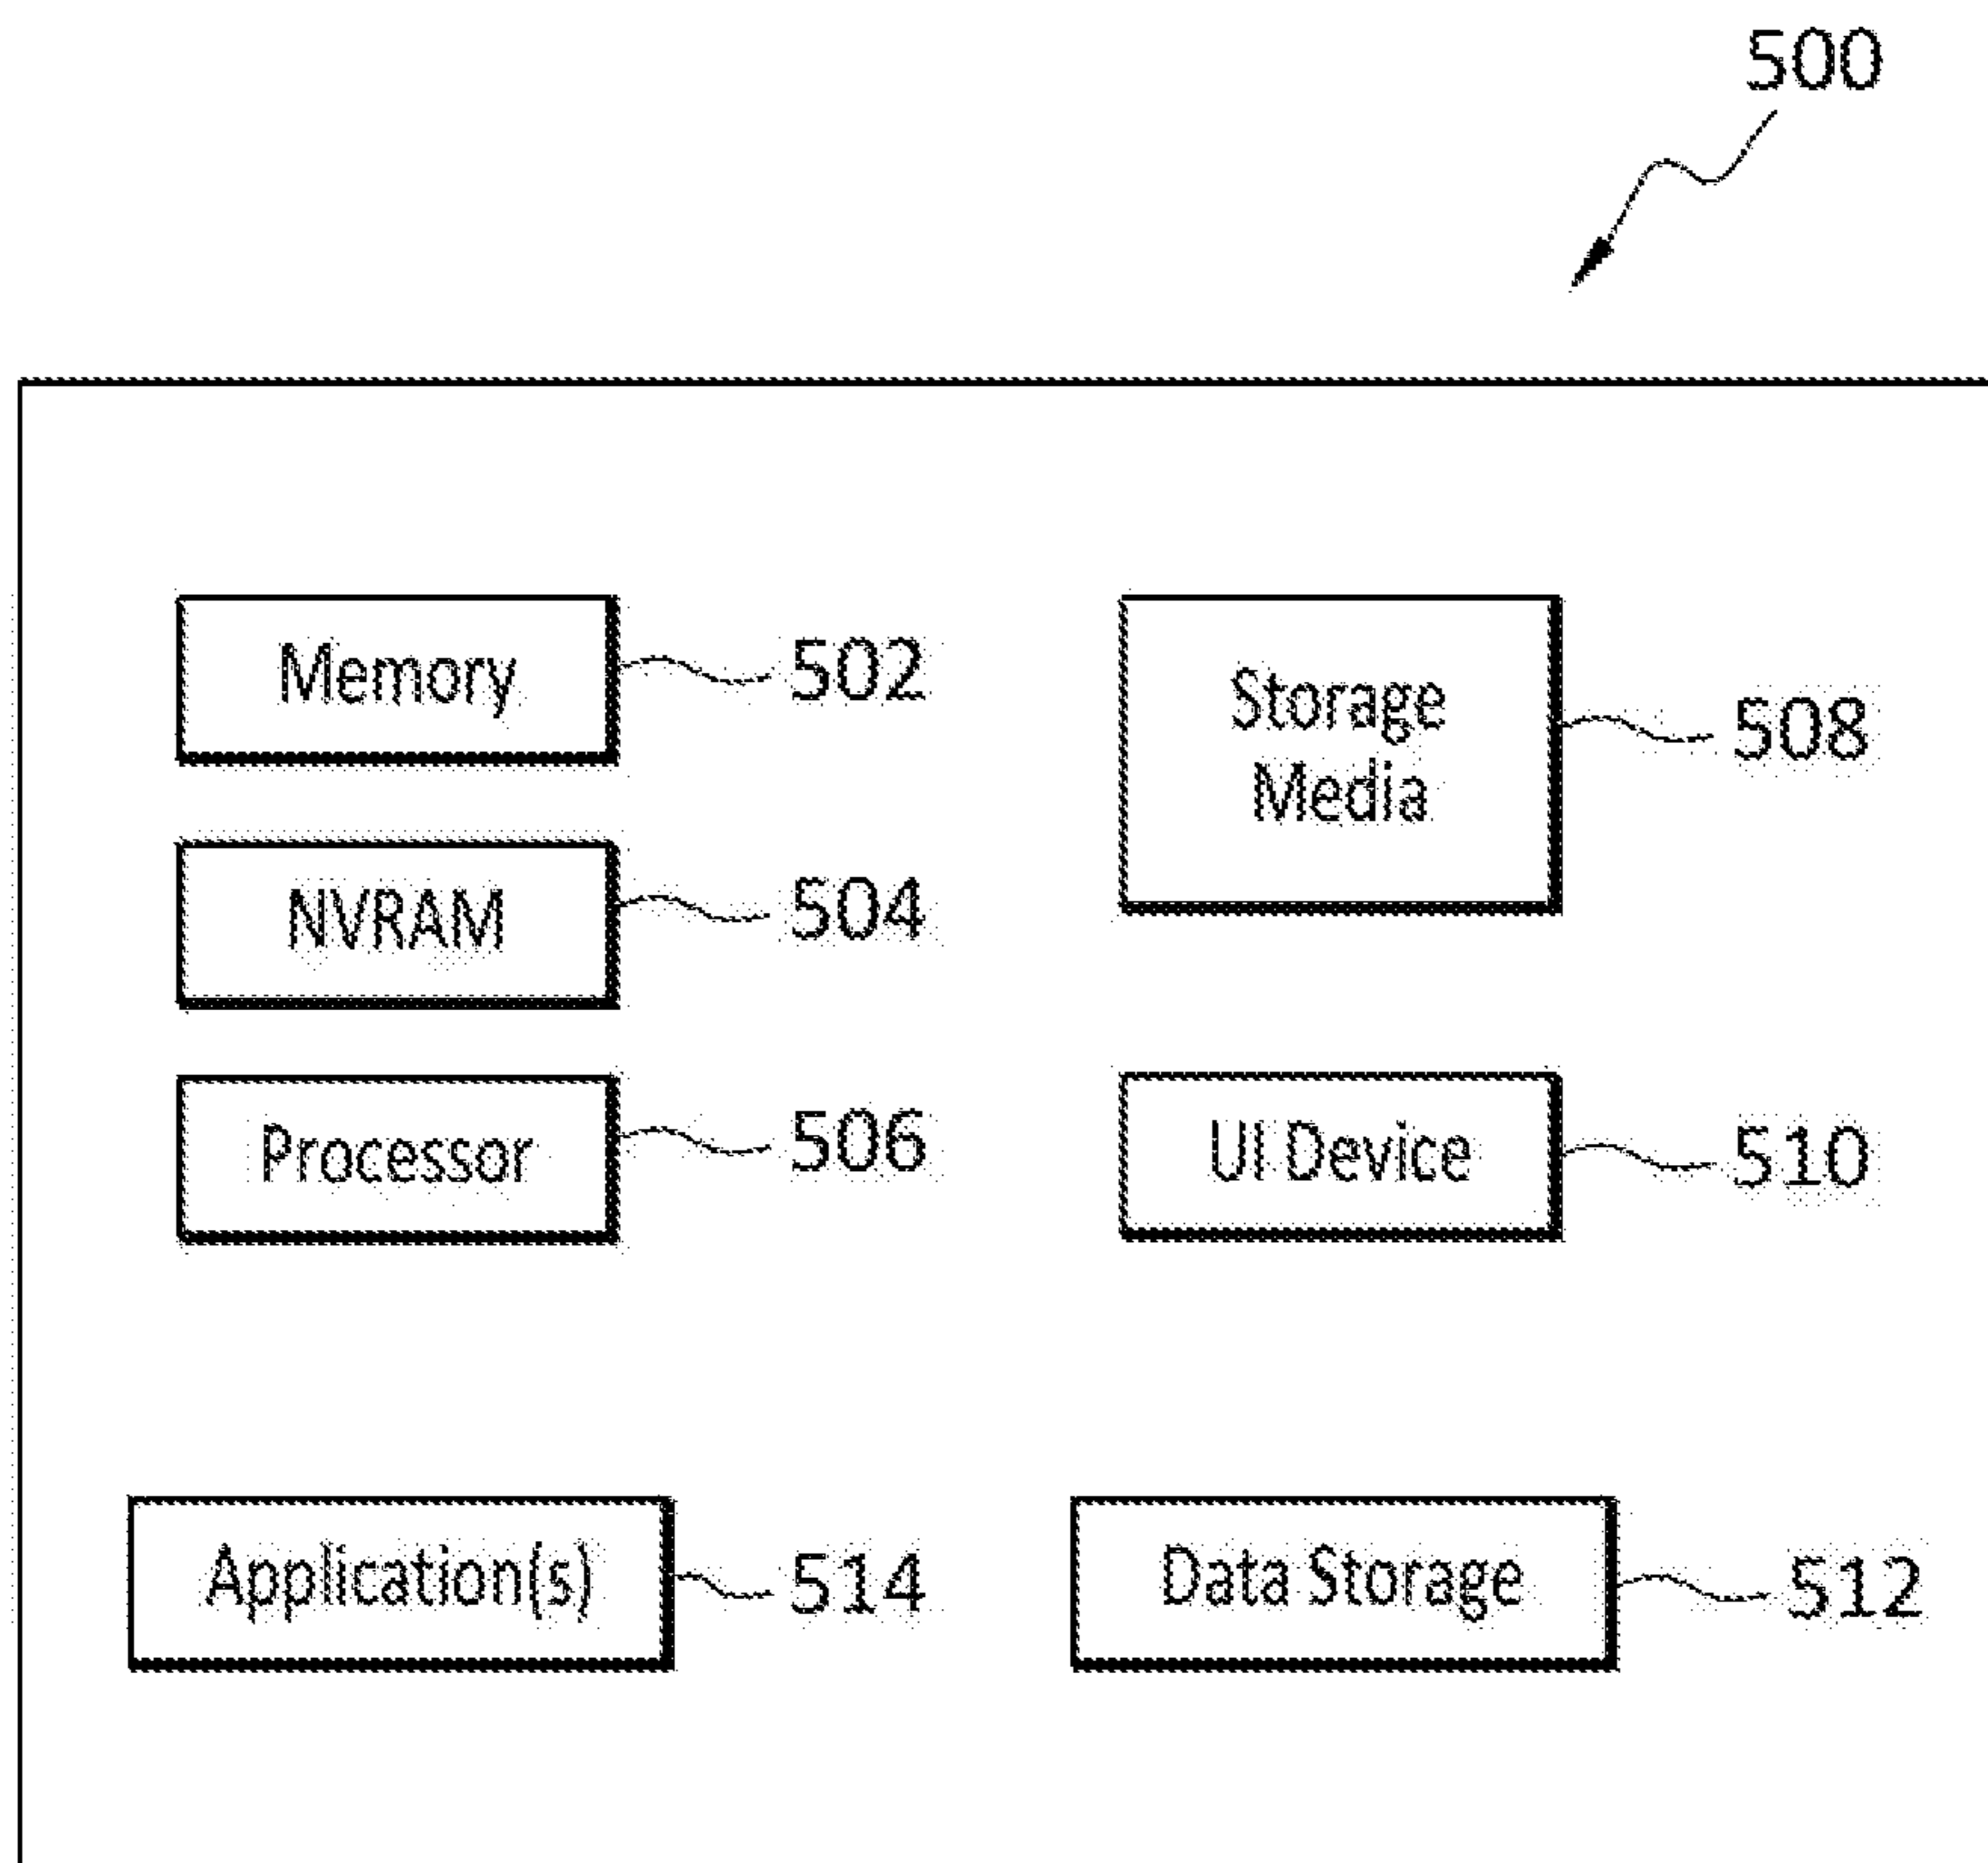 500
Memory
502
Storage
Media
508
NVRAM
504
Processor
506
UI Device
510
Application(s)
514
Data Storage
512